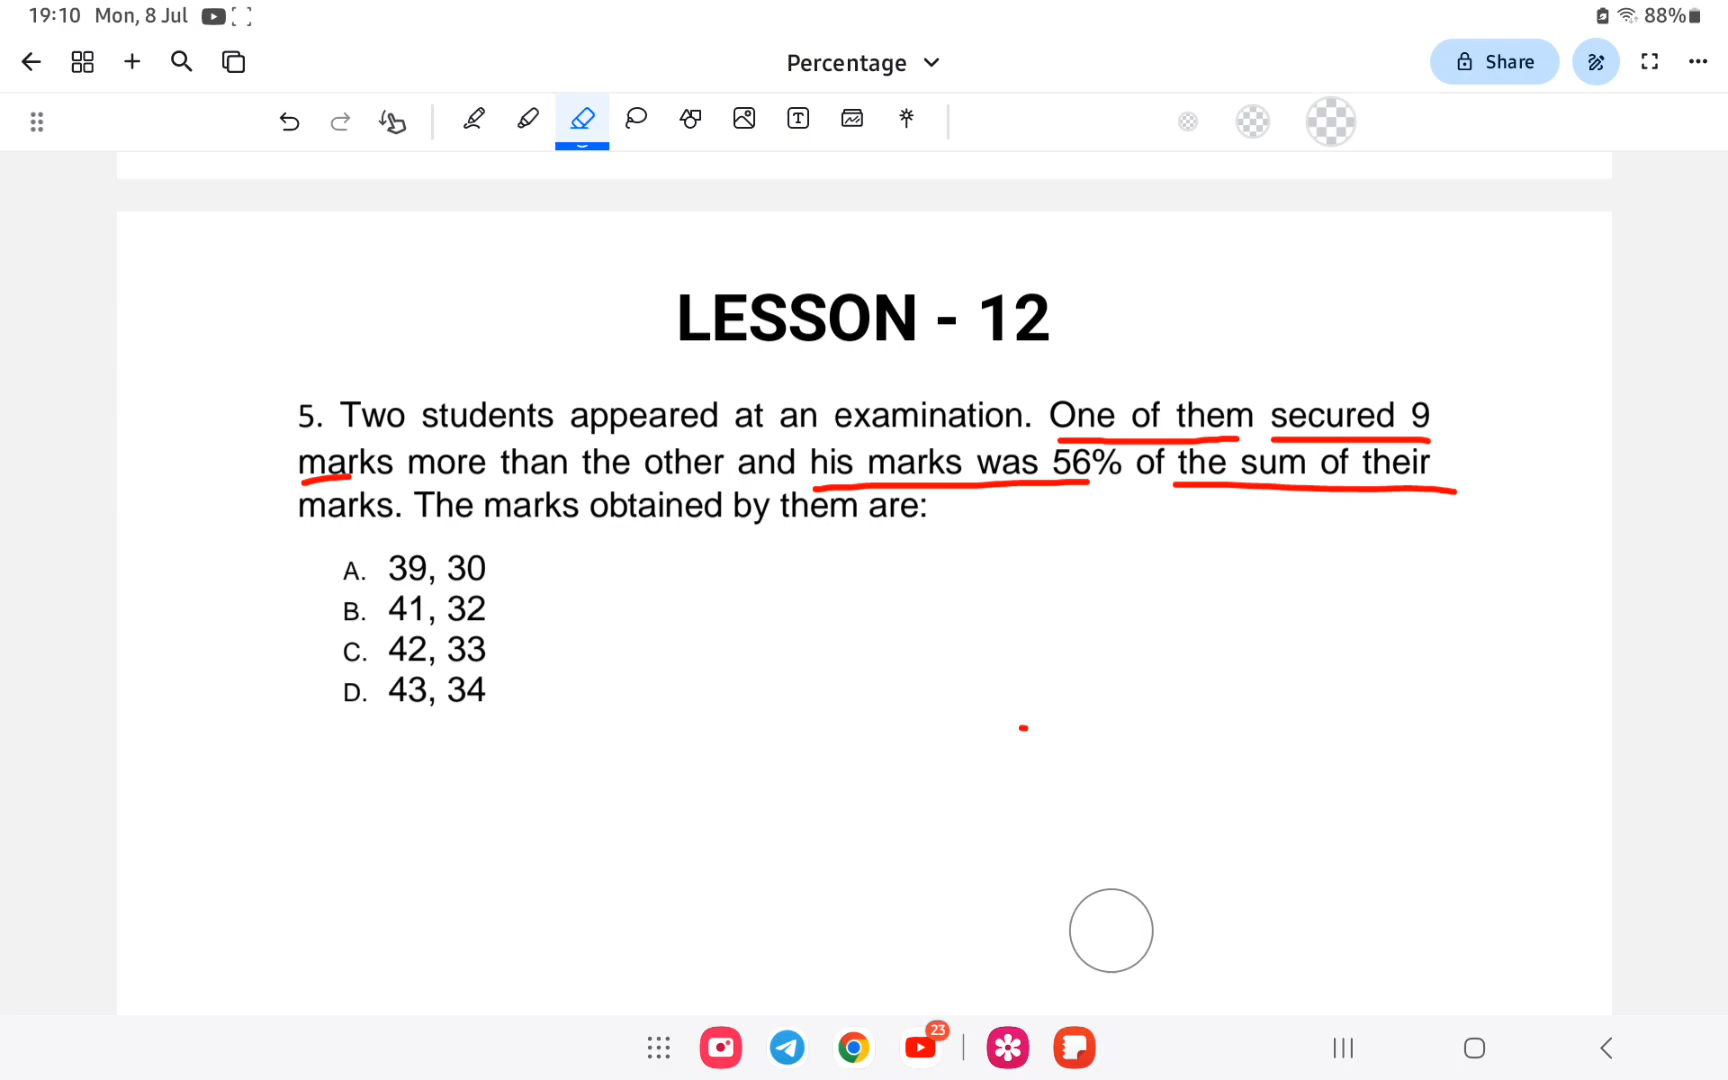 19:10 Mon, 8 Jul 88%
Percentage Share
LESSON - 12
5. Two students appeared at an examination. One of them secured 9
marks more than the other and his marks was 56% of the sum of their
marks. The marks obtained by them are:
A. 39, 30
B. 41, 32
C. 42, 33
D. 43, 34
23